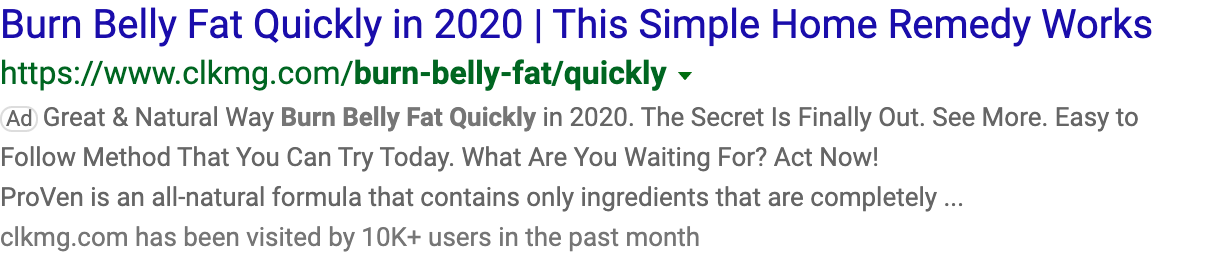 Burn Belly Fat Quickly in 2020 | This Simple Home Remedy Works
https://www.clkmg.com/burn-belly-fat/quickly
Ad Great & Natural Way Burn Belly Fat Quickly in 2020. The Secret Is Finally Out. See More. Easy to
Follow Method That You Can Try Today. What Are You Waiting For? Act Now!
ProVen is an all-natural formula that contains only ingredients that are completely ...
clkmg.com has been visited by 10K+ users in the past month